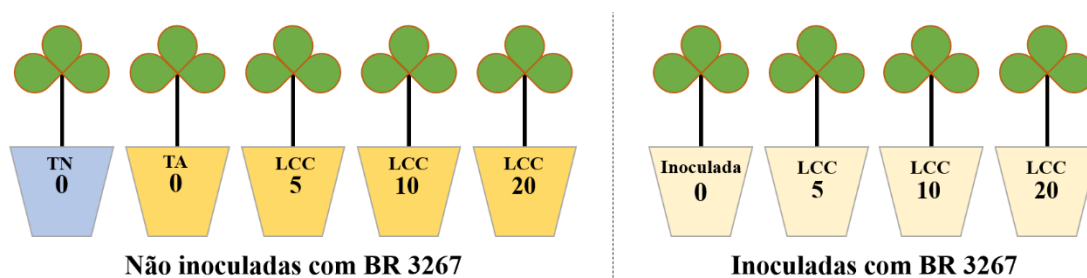 TN
0
TA
0
LCC
5
LCC
10
LCC
20
Não inoculadas com BR 3267
Inoculada
0
LCC
5
LCC
10
LCC
20
Inoculadas com BR 3267